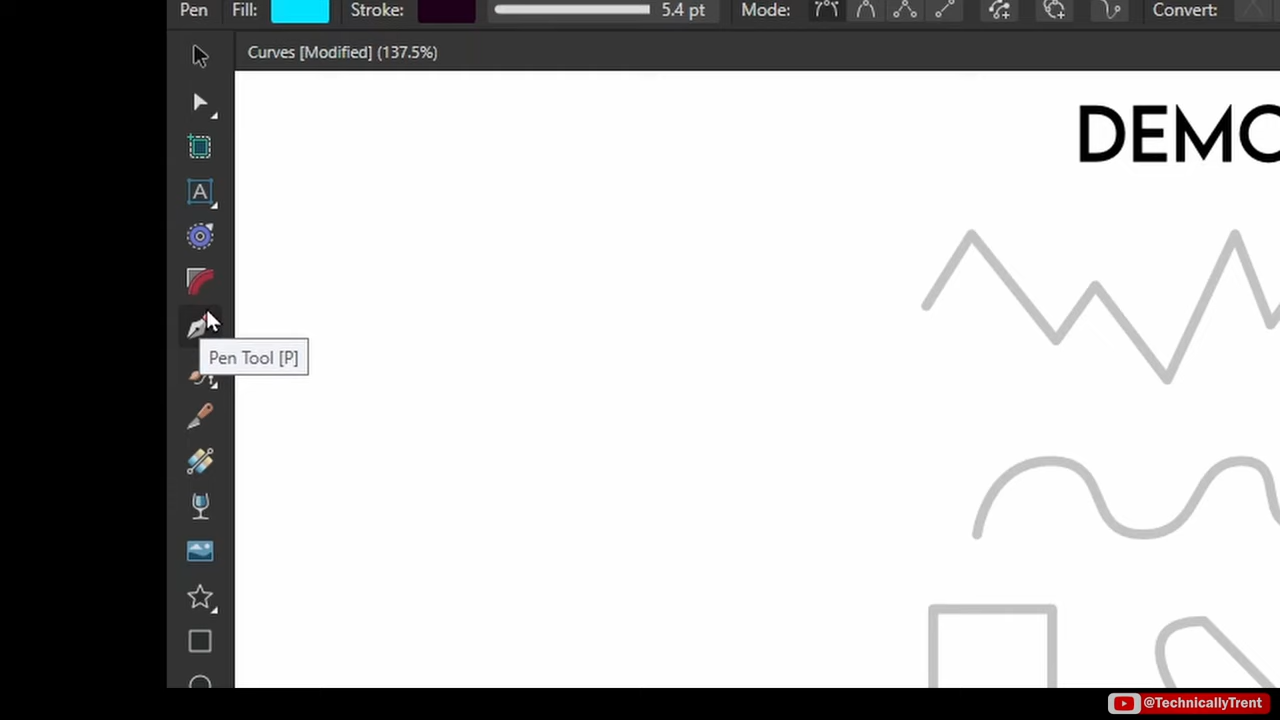 Pen Fill: Stroke: 5.4 pt Mode: Convert:
Curves [Modified] (137.5%)
DEMO
A
Pen Tool [P]
@TechnicallyTrent